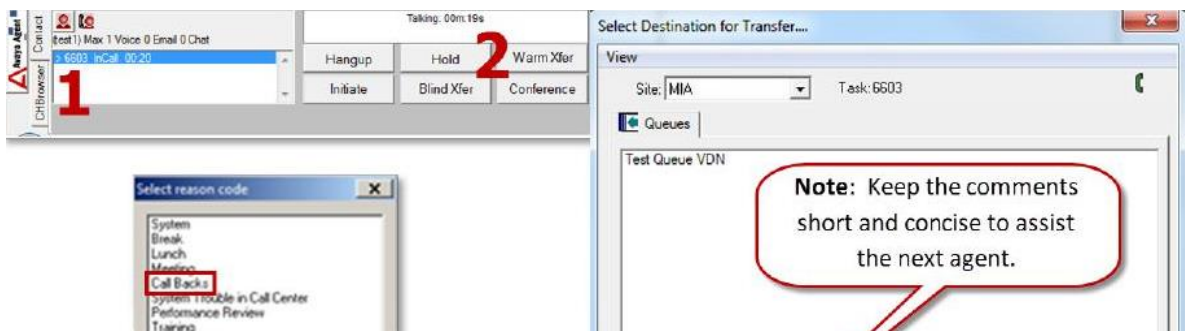 Avaya Agent
Contact
CHBrowser
(test1) Max 1 Voice 0 Email 0 Chat
> 6603 InCall 00:20
1
Talking: 00m:19s
2
Hangup
Hold
Warm Xfer
Initiate
Blind Xfer
Conference
Select reason code
System
Break
Lunch
Meeting
Call Backs
System Trouble in Call Center
Performance Review
Training
Select Destination for Transfer....
View
Site: MIA
Task: 6603
Queues
Test Queue VDN
Note: Keep the comments
short and concise to assist
the next agent.